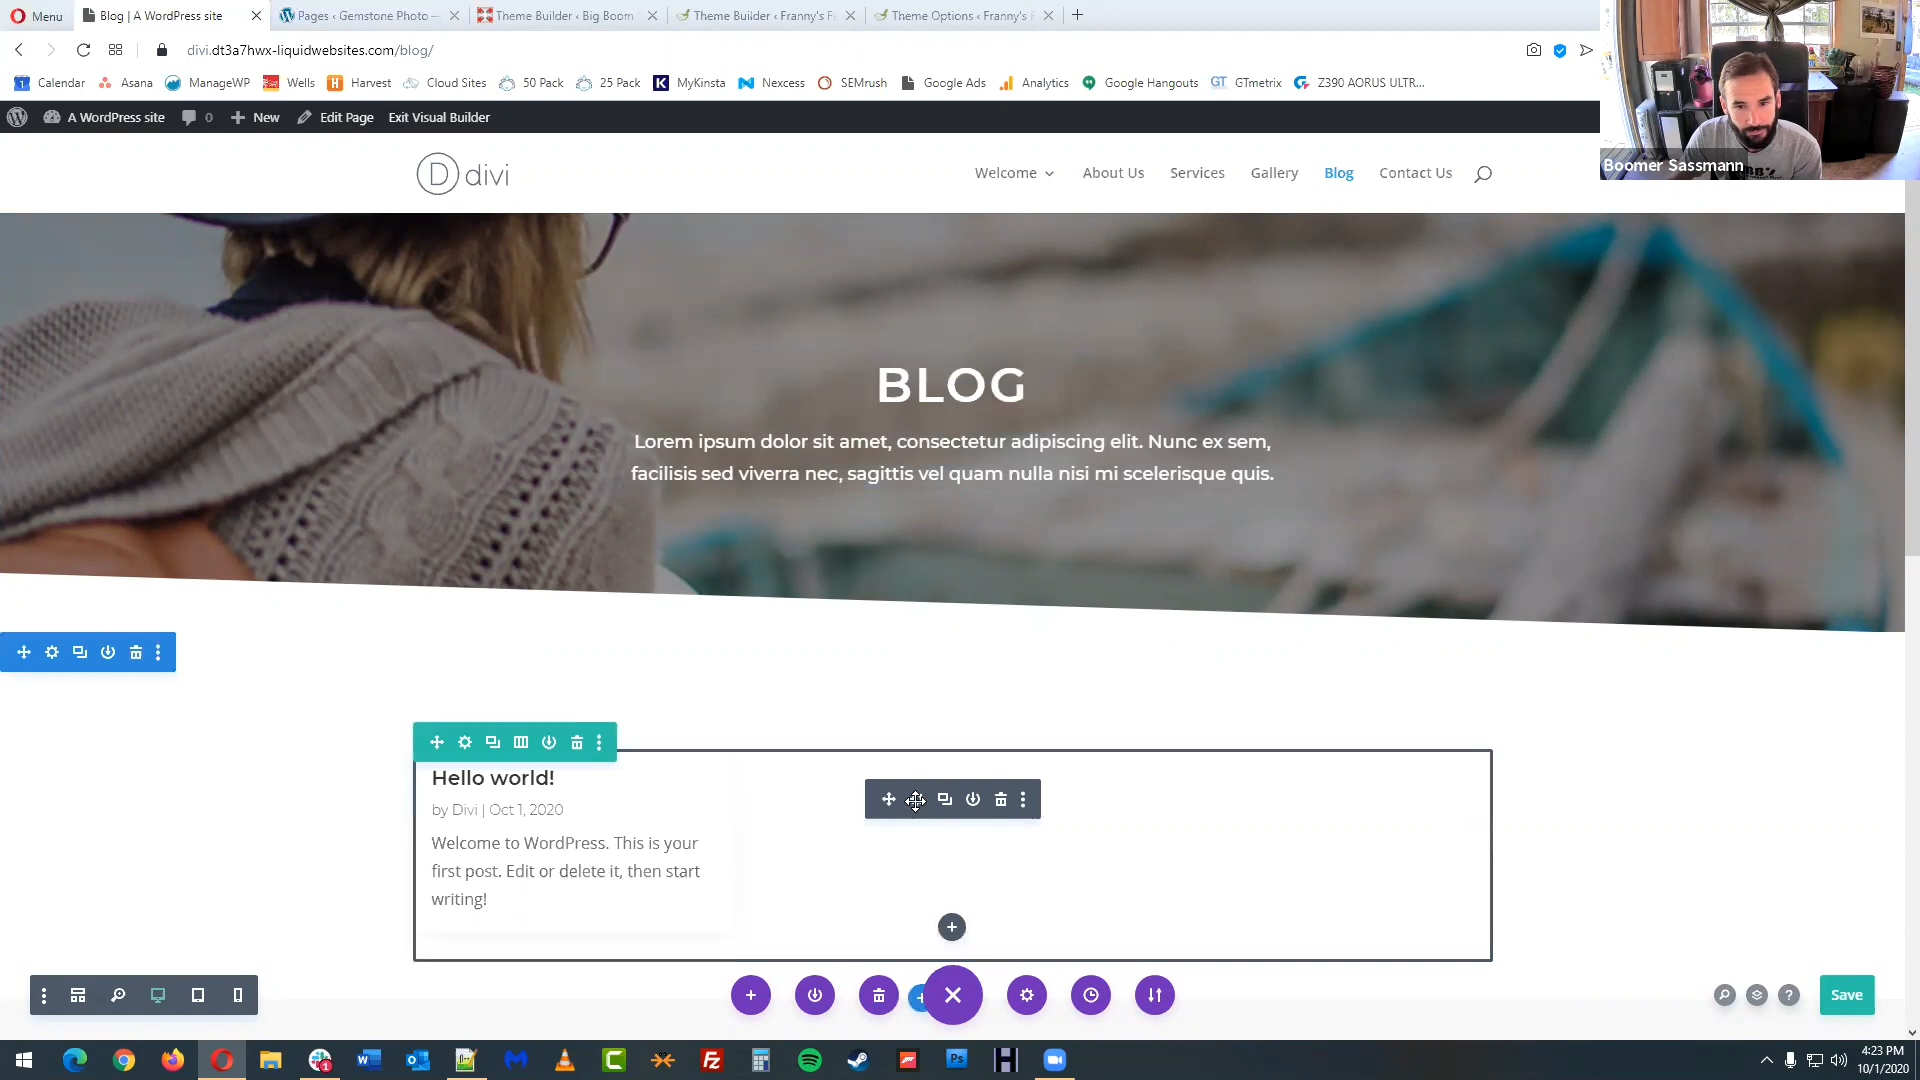 Menu
A WordPress site
Blog | A WordPress site
Pages ‹ Gemstone Photo —
Theme Builder ‹ Big Boom
Theme Builder ‹ Franny's F
Theme Options ‹ Franny's F
divi.dt3a7hwx-liquidwebsites.com/blog/
Calendar
Asana
ManageWP
Wells
Harvest
Cloud Sites
50 Pack
25 Pack
MyKinsta
Nexcess
SEMrush
Google Ads
Analytics
Google Hangouts
GTmetrix
Z390 AORUS ULTR...
A WordPress site
0
New
Edit Page
Exit Visual Builder
Boomer Sassmann
D divi
Welcome
About Us
Services
Gallery
Blog
Contact Us
BLOG
Lorem ipsum dolor sit amet, consectetur adipiscing elit. Nunc ex sem,
facilisis sed viverra nec, sagittis vel quam nulla nisi mi scelerisque quis.
Hello world!
by Divi | Oct 1, 2020
Welcome to WordPress. This is your
first post. Edit or delete it, then start
writing!
Save
4:23 PM
10/1/2020